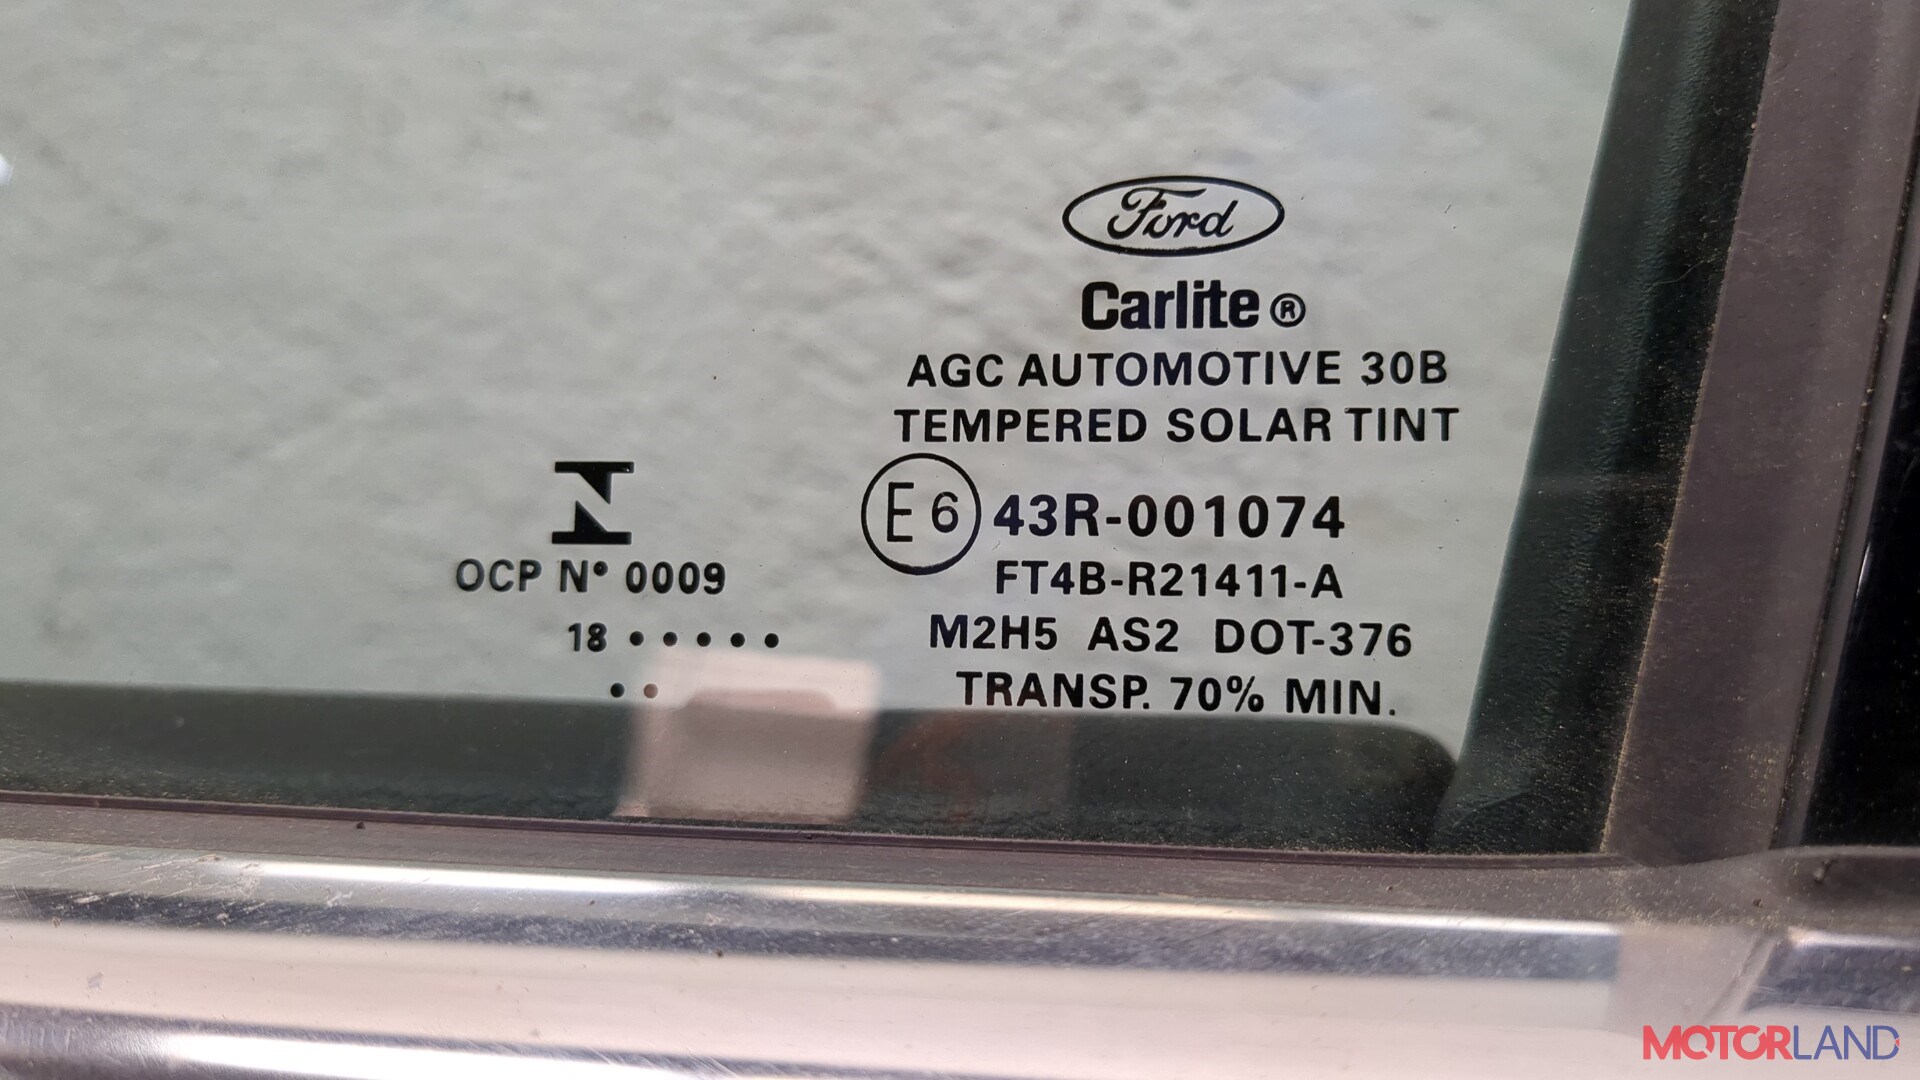 Ford
Carlite®
AGC AUTOMOTIVE 30B
TEMPERED SOLAR TINT
E6 43R-001074
FT4B-R21411-A
M2H5 AS2 DOT-376
TRANSP. 70% MIN.
N
OCP N° 0009
18 • • • • •
• •
MOTORLAND